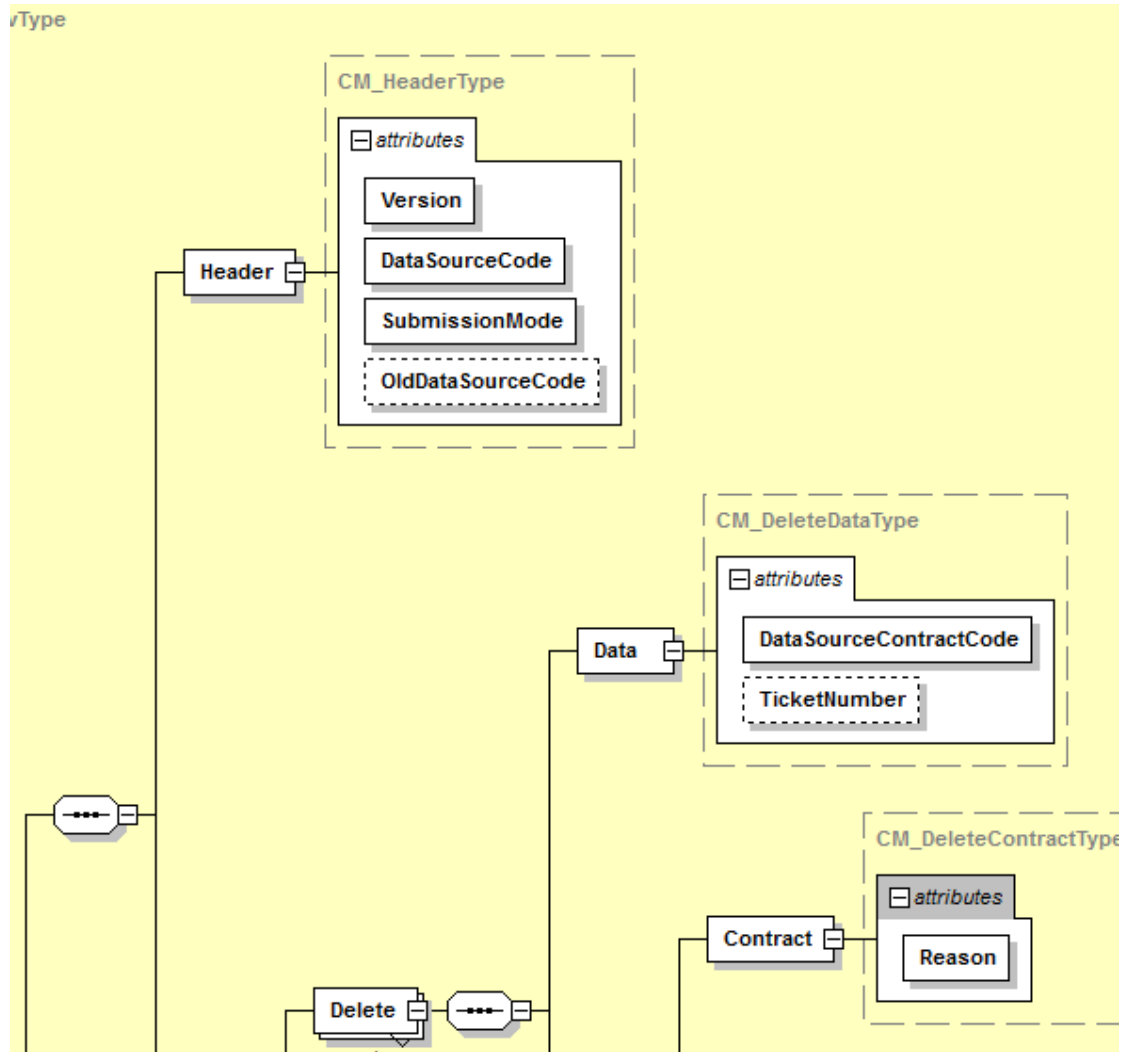 vType
CM_HeaderType
attributes
Version
DataSourceCode
Header
SubmissionMode
OldDataSourceCode
CM_DeleteDataType
attributes
DataSourceContractCode
Data
TicketNumber
CM_DeleteContractType
attributes
Contract
Reason
Delete